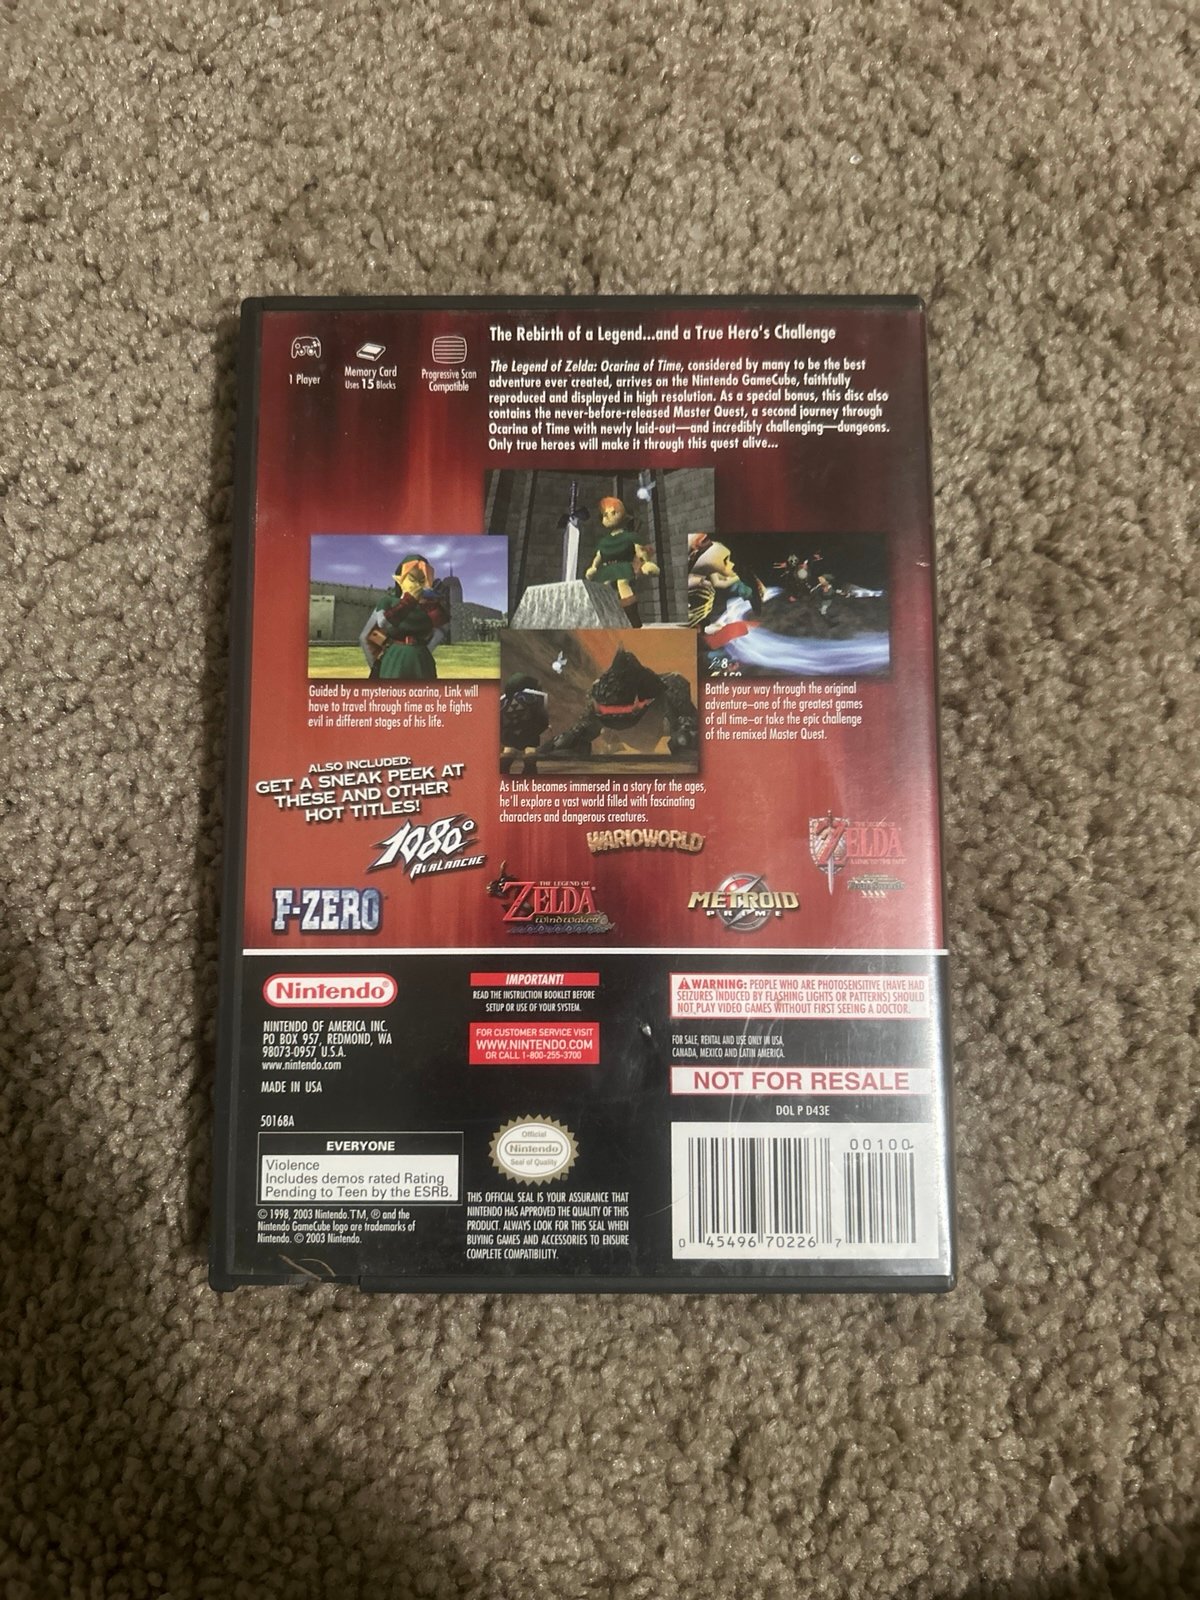 1 Player
Memory Card
Uses 15 Blocks
Progressive Scan
Compatible
The Rebirth of a Legend...and a True Hero's Challenge
The Legend of Zelda: Ocarina of Time, considered by many to be the best
adventure ever created, arrives on the Nintendo GameCube, faithfully
reproduced and displayed in high resolution. As a special bonus, this disc also
contains the never-before-released Master Quest, a second journey through
Ocarina of Time with newly laid-out—and incredibly challenging—dungeons.
Only true heroes will make it through this quest alive...
Guided by a mysterious ocarina, Link will
have to travel through time as he fights
evil in different stages of his life.
Battle your way through the original
adventure—one of the greatest games
of all time—or take the epic challenge
of the remixed Master Quest.
As Link becomes immersed in a story for the ages,
he'll explore a vast world filled with fascinating
characters and dangerous creatures.
ALSO INCLUDED:
GET A SNEAK PEEK AT
THESE AND OTHER
HOT TITLES!
1080°
AVALANCHE
WARIOWORLD
THE LEGEND OF
ZELDA
A LINK TO THE PAST
F-ZERO
THE LEGEND OF
ZELDA
Wind Waker
METROID
PRIME
Nintendo®
NINTENDO OF AMERICA INC.
PO BOX 957, REDMOND, WA
98073-0957 U.S.A.
www.nintendo.com
MADE IN USA
50168A
EVERYONE
Violence
Includes demos rated Rating
Pending to Teen by the ESRB.
© 1998, 2003 Nintendo.TM, ® and the
Nintendo GameCube logo are trademarks of
Nintendo. © 2003 Nintendo.
IMPORTANT!
READ THE INSTRUCTION BOOKLET BEFORE
SETUP OR USE OF YOUR SYSTEM.
FOR CUSTOMER SERVICE VISIT
WWW.NINTENDO.COM
OR CALL 1-800-255-3700
Official
Nintendo
Seal of Quality
THIS OFFICIAL SEAL IS YOUR ASSURANCE THAT
NINTENDO HAS APPROVED THE QUALITY OF THIS
PRODUCT. ALWAYS LOOK FOR THIS SEAL WHEN
BUYING GAMES AND ACCESSORIES TO ENSURE
COMPLETE COMPATIBILITY.
WARNING: PEOPLE WHO ARE PHOTOSENSITIVE (HAVE HAD
SEIZURES INDUCED BY FLASHING LIGHTS OR PATTERNS) SHOULD
NOT PLAY VIDEO GAMES WITHOUT FIRST SEEING A DOCTOR.
FOR SALE, RENTAL AND USE ONLY IN USA,
CANADA, MEXICO AND LATIN AMERICA.
NOT FOR RESALE
DOL P D43E
00100
0 45496 70226 7